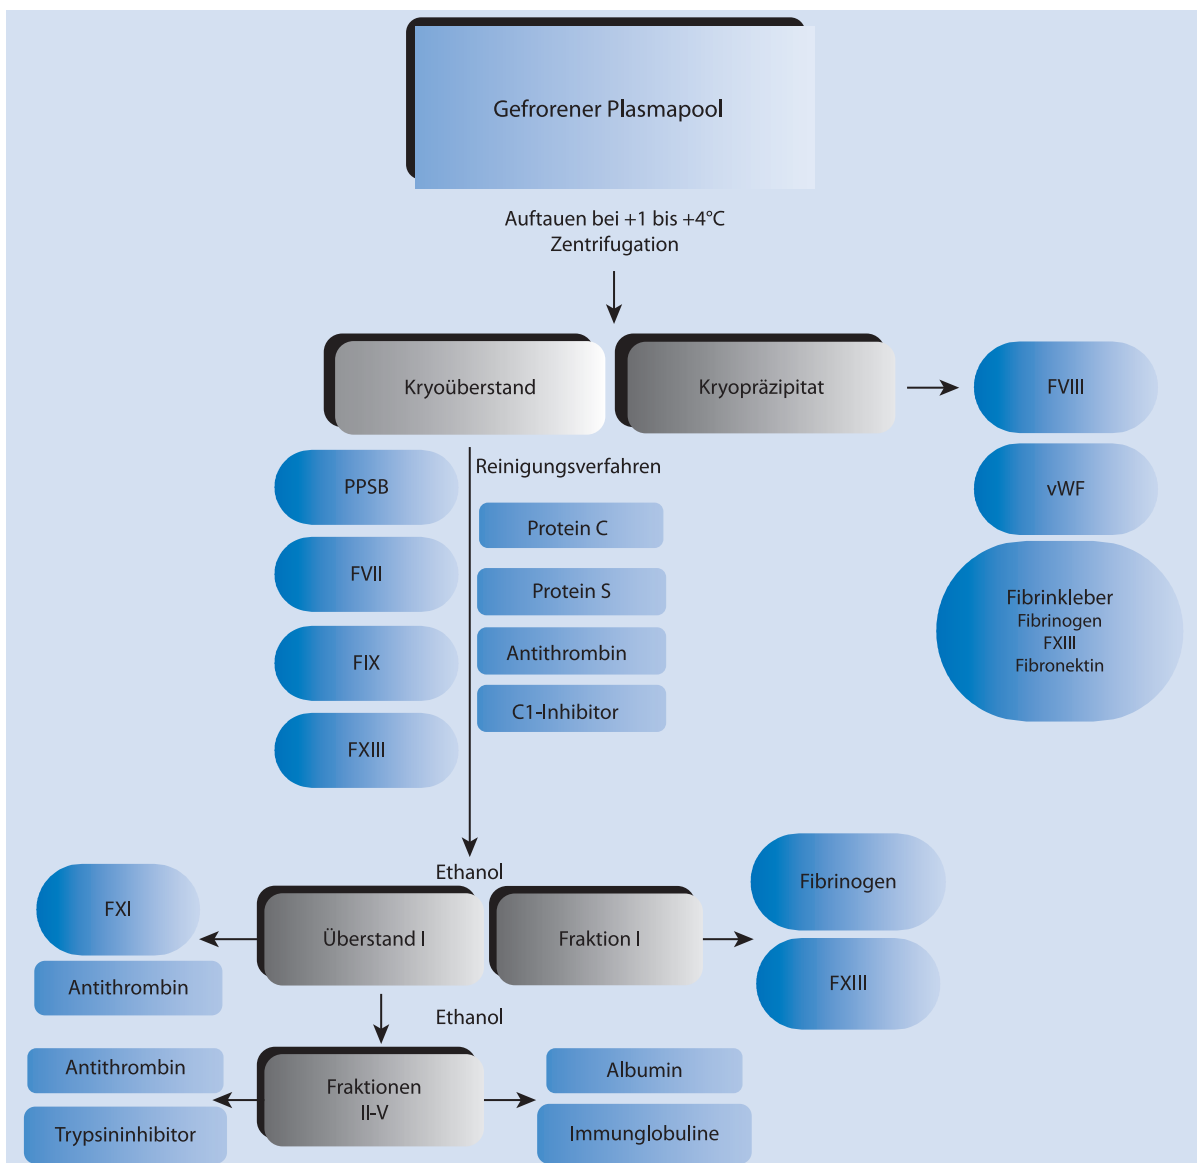 Gefrorener Plasmapool
Auftauen bei +1 bis +4°C
Zentrifugation
Kryoüberstand
Kryopräzipitat
FVIII
vWF
Fibrinkleber
Fibrinogen
FXIII
Fibronektin
Reinigungsverfahren
PPSB
FVII
FIX
FXIII
Protein C
Protein S
Antithrombin
C1-Inhibitor
Ethanol
FXI
Antithrombin
Überstand I
Fraktion I
Fibrinogen
FXIII
Ethanol
Antithrombin
Trypsininhibitor
Fraktionen
II-V
Albumin
Immunglobuline